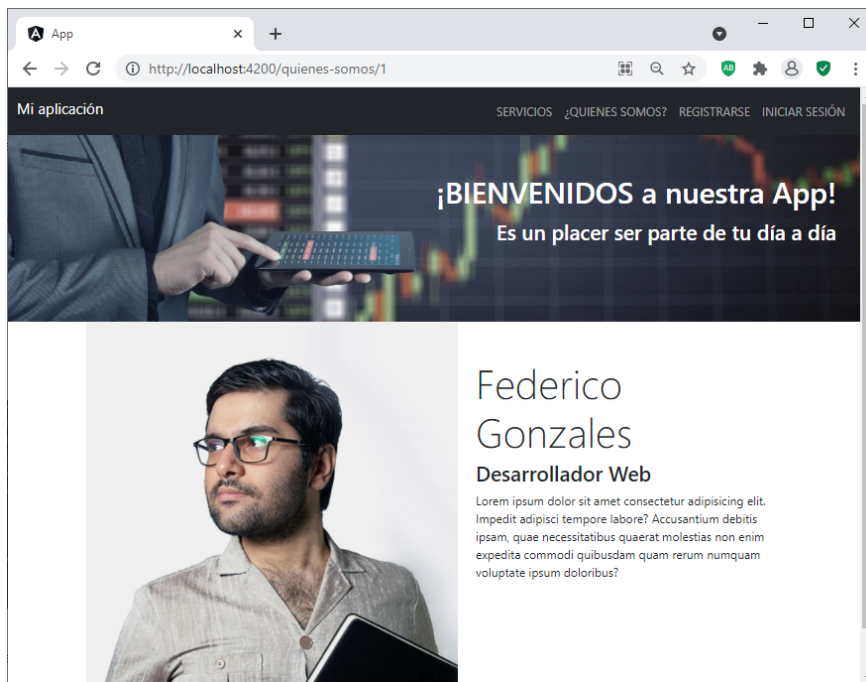 App
http://localhost:4200/quienes-somos/1
AB
Mi aplicación
SERVICIOS ¿QUIENES SOMOS? REGISTRARSE INICIAR SESIÓN
¡BIENVENIDOS a nuestra App!
Es un placer ser parte de tu día a día
Federico
Gonzales
Desarrollador Web
Lorem ipsum dolor sit amet consectetur adipisicing elit.
Impedit adipisci tempore labore? Accusantium debitis
ipsam, quae necessitatibus quaerat molestias non enim
expedita commodi quibusdam quam rerum numquam
voluptate ipsum doloribus?